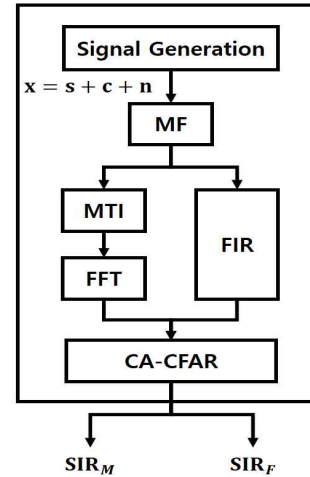 Signal Generation
x = s + c + n
MF
MTI
FIR
FFT
CA-CFAR
SIR_M
SIR_F